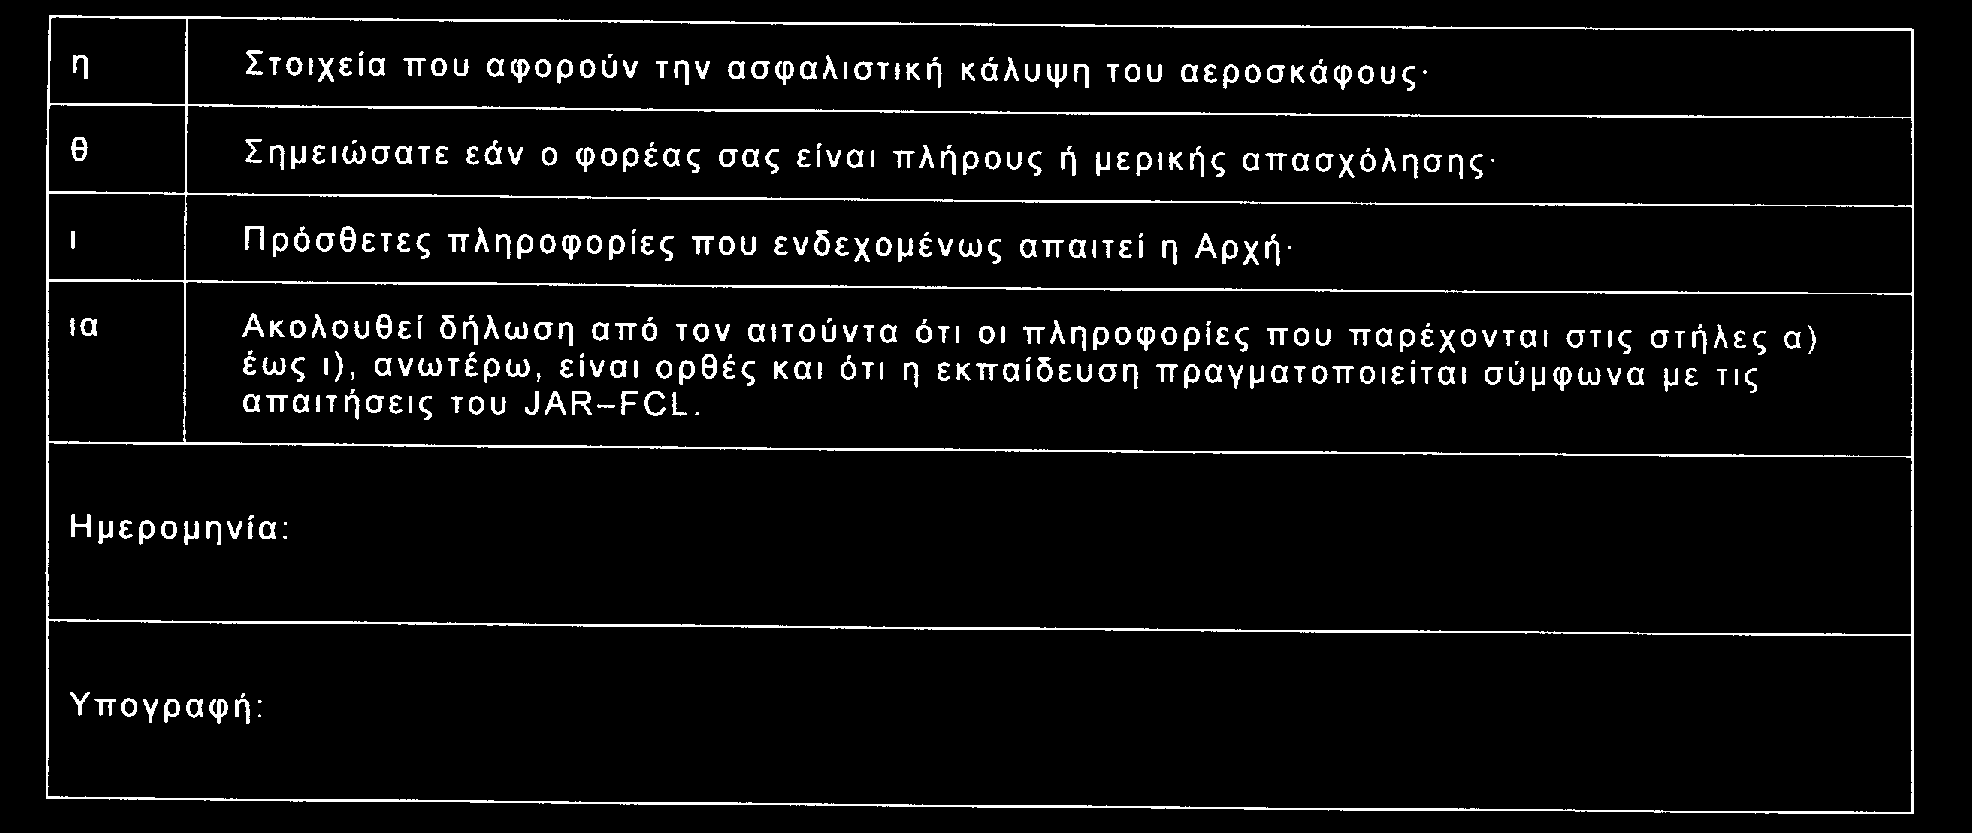 η Στοιχεία που αφορούν την ασφαλιστική κάλυψη του αεροσκάφους·
θ Σημειώσατε εάν ο φορέας σας είναι πλήρους ή μερικής απασχόλησης·
ι Πρόσθετες πληροφορίες που ενδεχομένως απαιτεί η Αρχή·
ια Ακολουθεί δήλωση από τον αιτούντα ότι οι πληροφορίες που παρέχονται στις στήλες α)
έως ι), ανωτέρω, είναι ορθές και ότι η εκπαίδευση πραγματοποιείται σύμφωνα με τις
απαιτήσεις του JAR–FCL.
Ημερομηνία:
Υπογραφή: